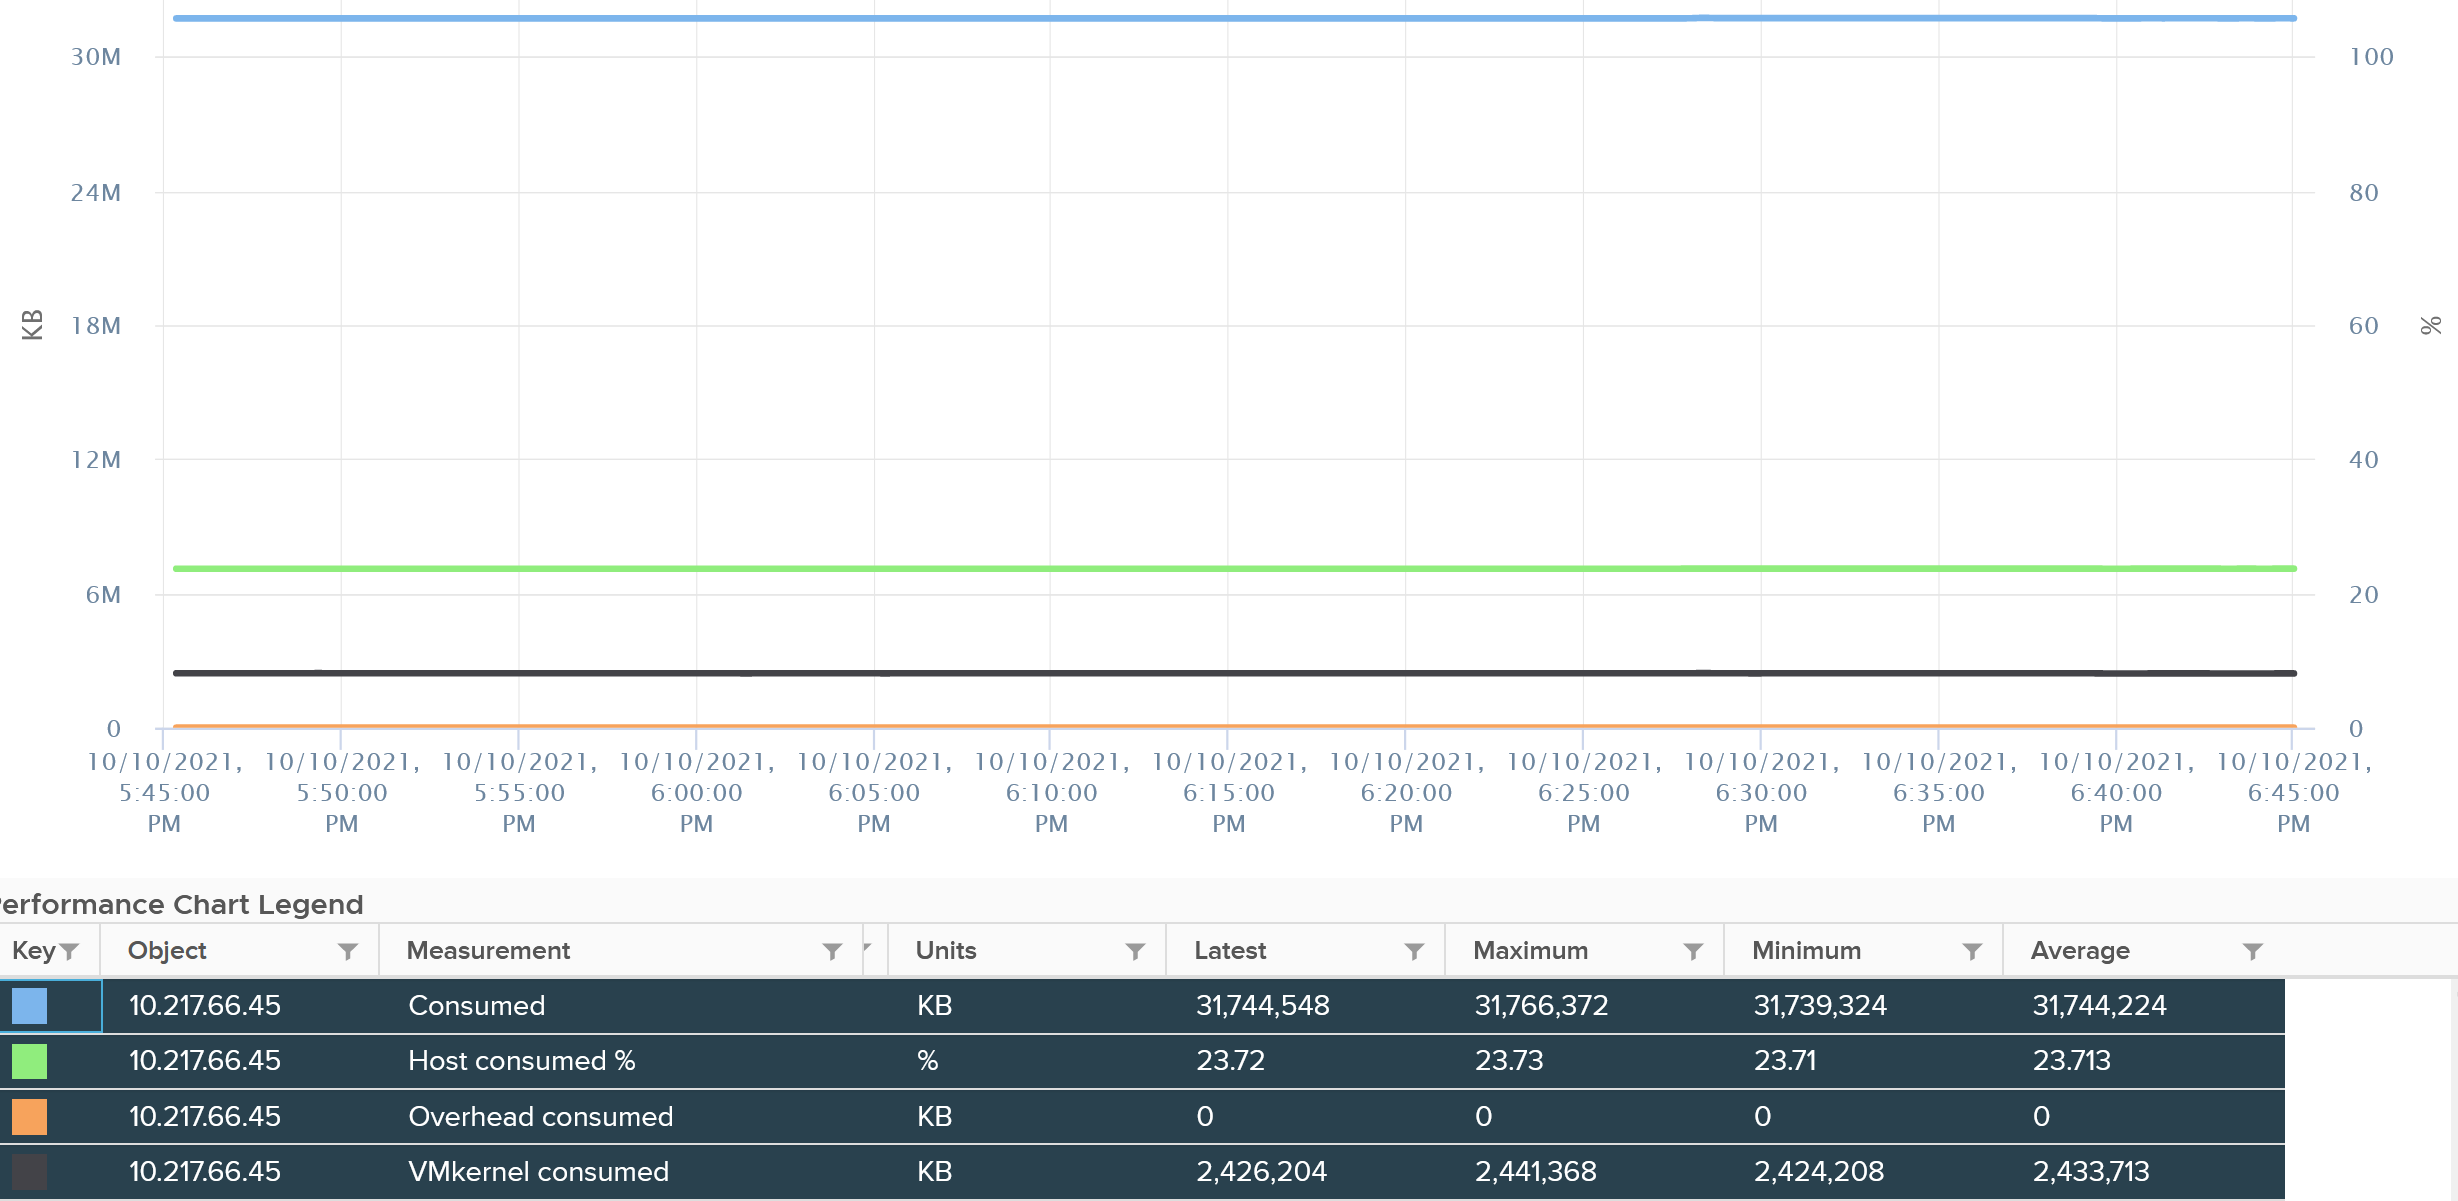 30M
100
24M
80
KB
18M
60
%
12M
40
6M
20
0
0
10/10/2021, 10/10/2021, 10/10/2021, 10/10/2021, 10/10/2021, 10/10/2021, 10/10/2021, 10/10/2021, 10/10/2021, 10/10/2021, 10/10/2021, 10/10/2021, 10/10/2021,
5:45:00 5:50:00 5:55:00 6:00:00 6:05:00 6:10:00 6:15:00 6:20:00 6:25:00 6:30:00 6:35:00 6:40:00 6:45:00
PM PM PM PM PM PM PM PM PM PM PM PM PM
erformance Chart Legend
Key Object Measurement Units Latest Maximum Minimum Average
10.217.66.45 Consumed KB 31,744,548 31,766,372 31,739,324 31,744,224
10.217.66.45 Host consumed % % 23.72 23.73 23.71 23.713
10.217.66.45 Overhead consumed KB 0 0 0 0
10.217.66.45 VMkernel consumed KB 2,426,204 2,441,368 2,424,208 2,433,713